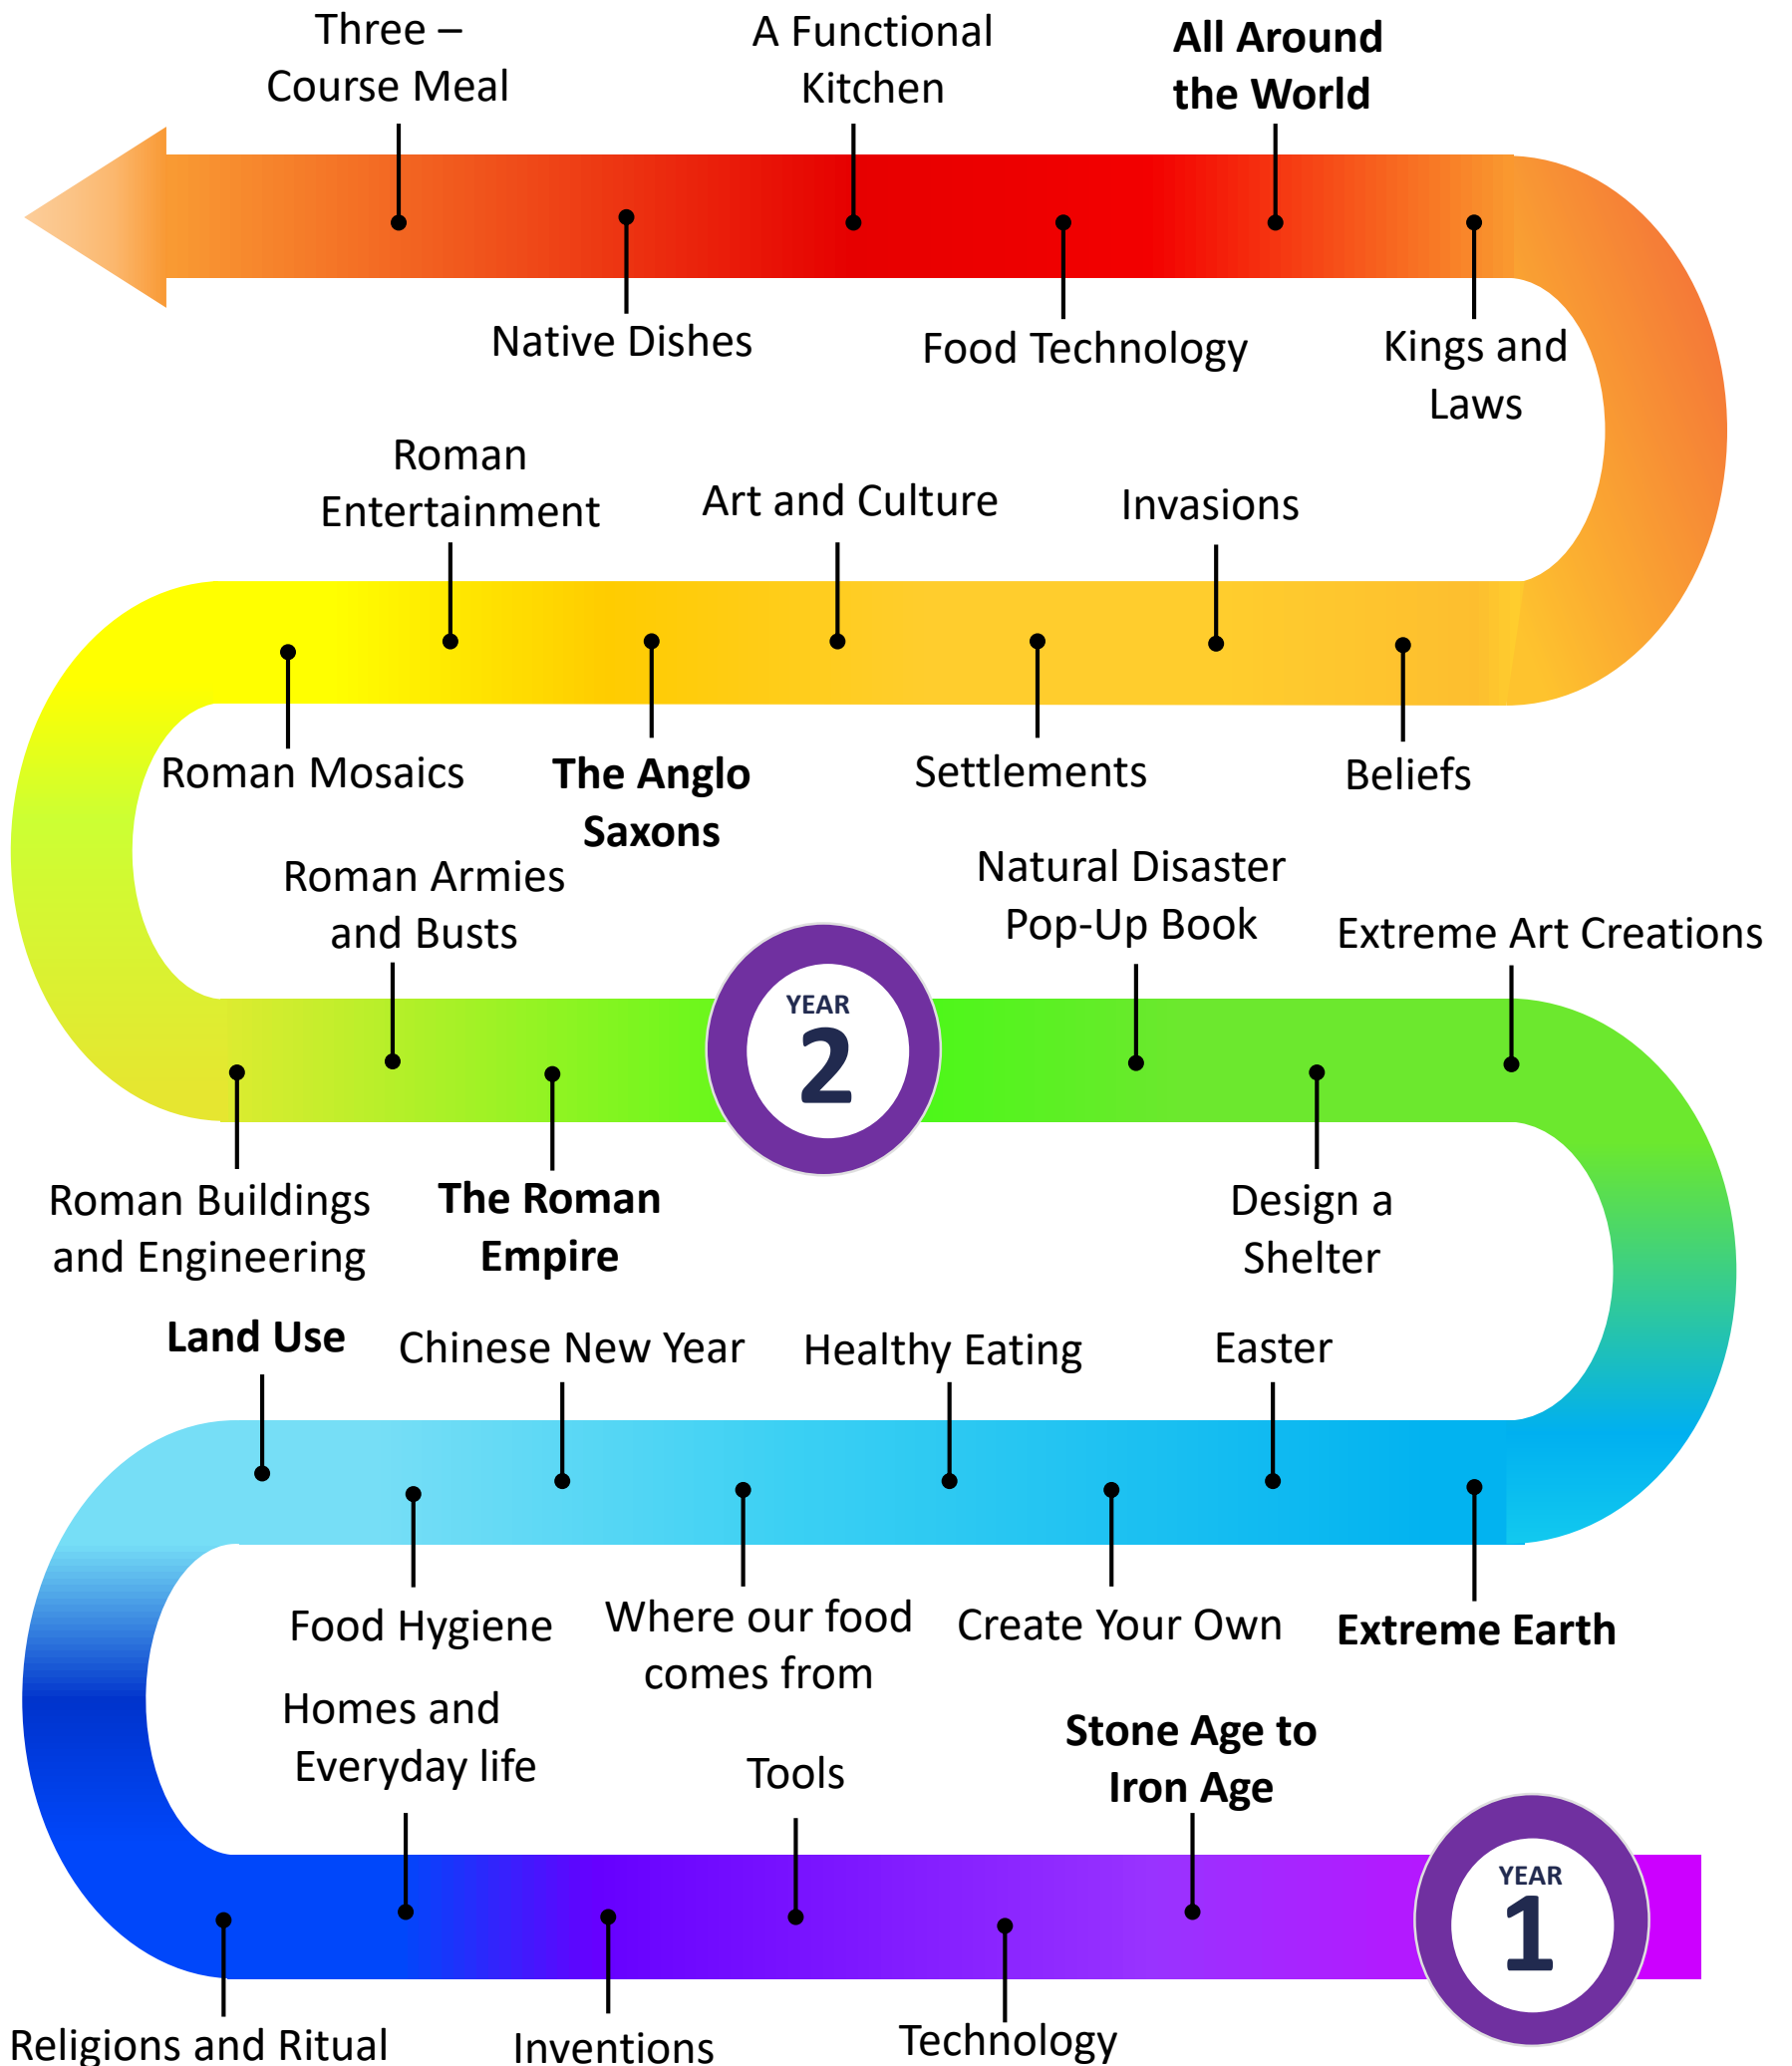 Three –
Course Meal
A Functional
Kitchen
All Around
the World
Native Dishes
Food Technology
Kings and
Laws
Roman
Entertainment
Art and Culture
Invasions
Roman Mosaics
The Anglo
Saxons
Settlements
Beliefs
Roman Armies
and Busts
Natural Disaster
Pop-Up Book
Extreme Art Creations
YEAR
2
Roman Buildings
and Engineering
The Roman
Empire
Design a
Shelter
Land Use
Chinese New Year
Healthy Eating
Easter
Food Hygiene
Where our food
comes from
Create Your Own
Extreme Earth
Homes and
Everyday life
Tools
Stone Age to
Iron Age
YEAR
1
Religions and Ritual
Inventions
Technology